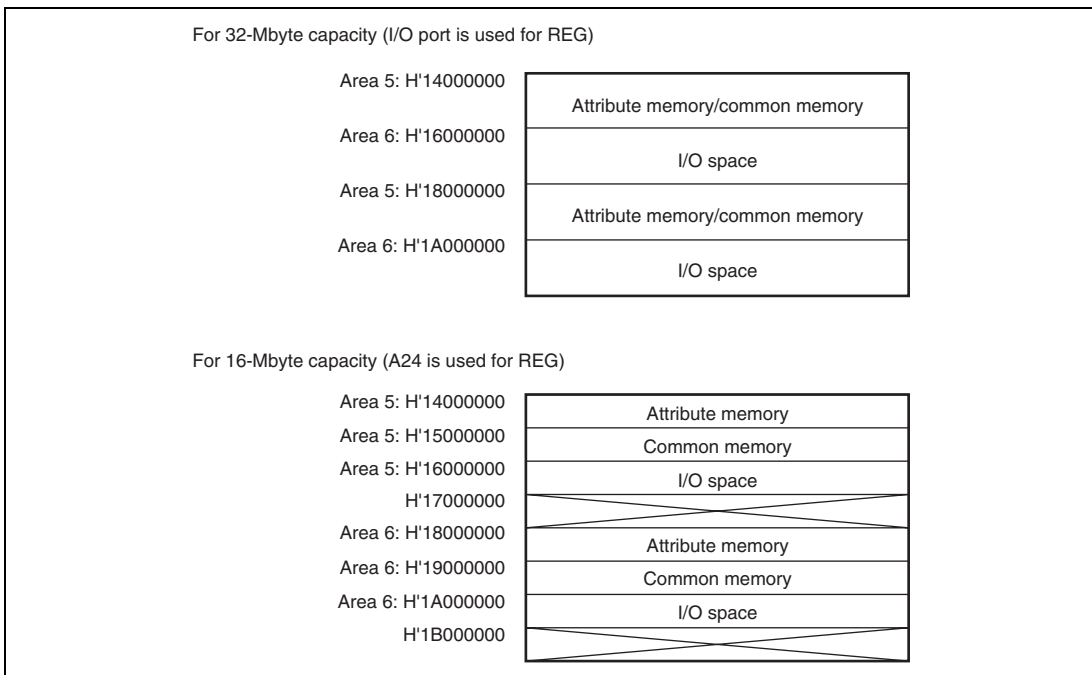 For 32-Mbyte capacity (I/O port is used for REG)
Area 5: H'14000000
Attribute memory/common memory
Area 6: H'16000000
I/O space
Area 5: H'18000000
Attribute memory/common memory
Area 6: H'1A000000
I/O space
For 16-Mbyte capacity (A24 is used for REG)
Area 5: H'14000000
Attribute memory
Area 5: H'15000000
Common memory
Area 5: H'16000000
I/O space
H'17000000
Area 6: H'18000000
Attribute memory
Area 6: H'19000000
Common memory
Area 6: H'1A000000
I/O space
H'1B000000